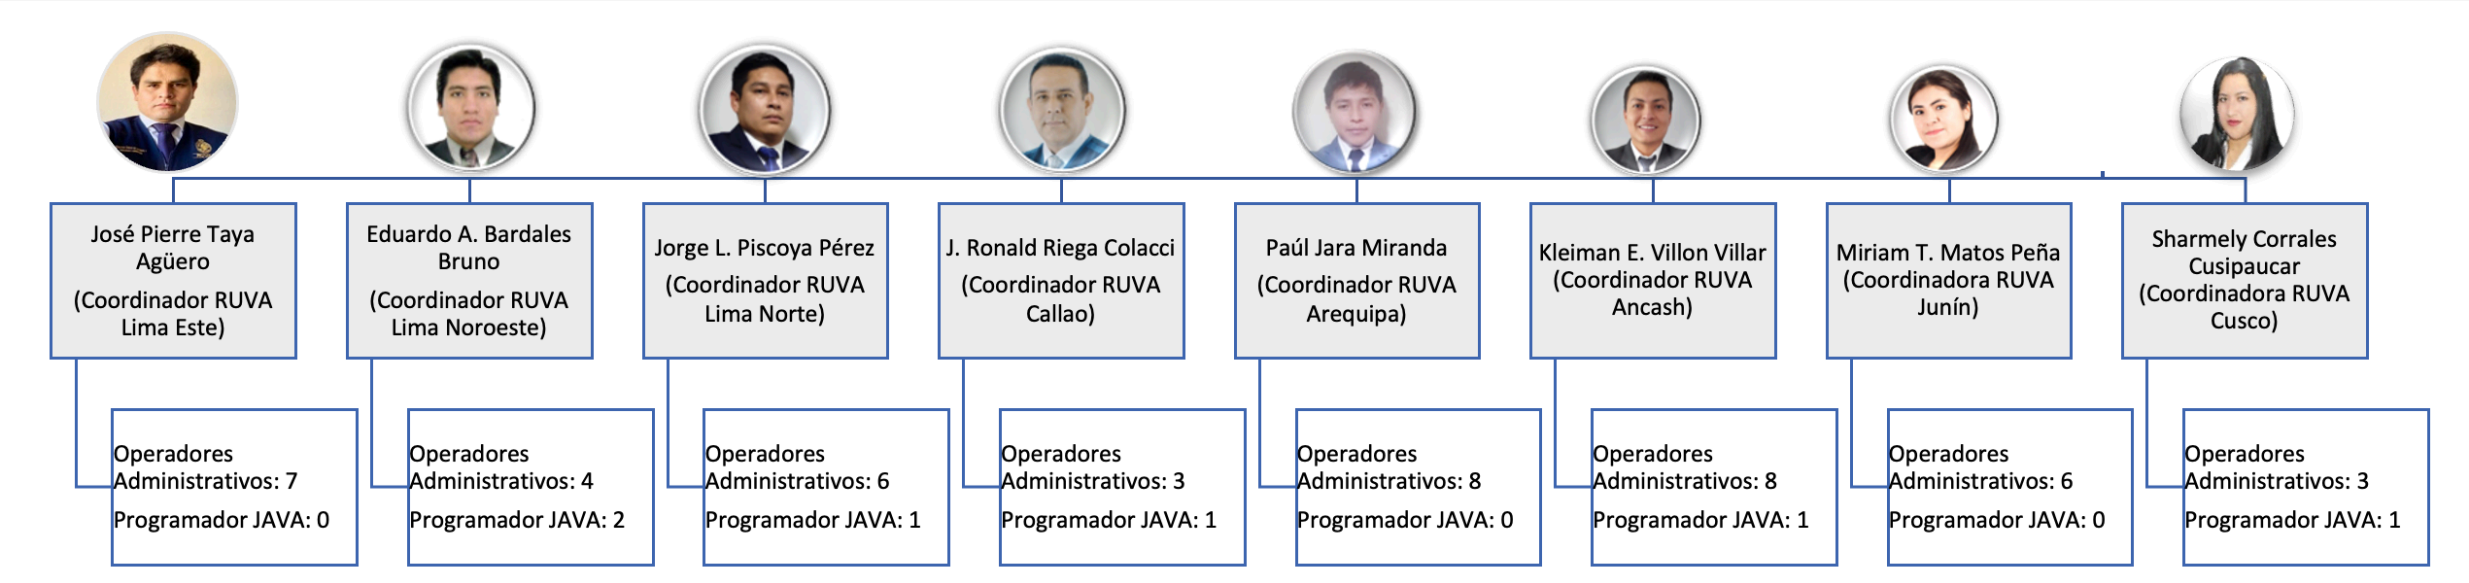 José Pierre Taya
Agüero
(Coordinador RUVA
Lima Este)
Eduardo A. Bardales
Bruno
(Coordinador RUVA
Lima Noroeste)
Jorge L. Piscoya Pérez
(Coordinador RUVA
Lima Norte)
J. Ronald Riega Colacci
(Coordinador RUVA
Callao)
Paúl Jara Miranda
(Coordinador RUVA
Arequipa)
Kleiman E. Villon Villar
(Coordinador RUVA
Ancash)
Miriam T. Matos Peña
(Coordinadora RUVA
Junín)
Sharmely Corrales
Cusipaucar
(Coordinadora RUVA
Cusco)
Operadores
Administrativos: 7
Programador JAVA: 0
Operadores
Administrativos: 4
Programador JAVA: 2
Operadores
Administrativos: 6
Programador JAVA: 1
Operadores
Administrativos: 3
Programador JAVA: 1
Operadores
Administrativos: 8
Programador JAVA: 0
Operadores
Administrativos: 8
Programador JAVA: 1
Operadores
Administrativos: 6
Programador JAVA: 0
Operadores
Administrativos: 3
Programador JAVA: 1